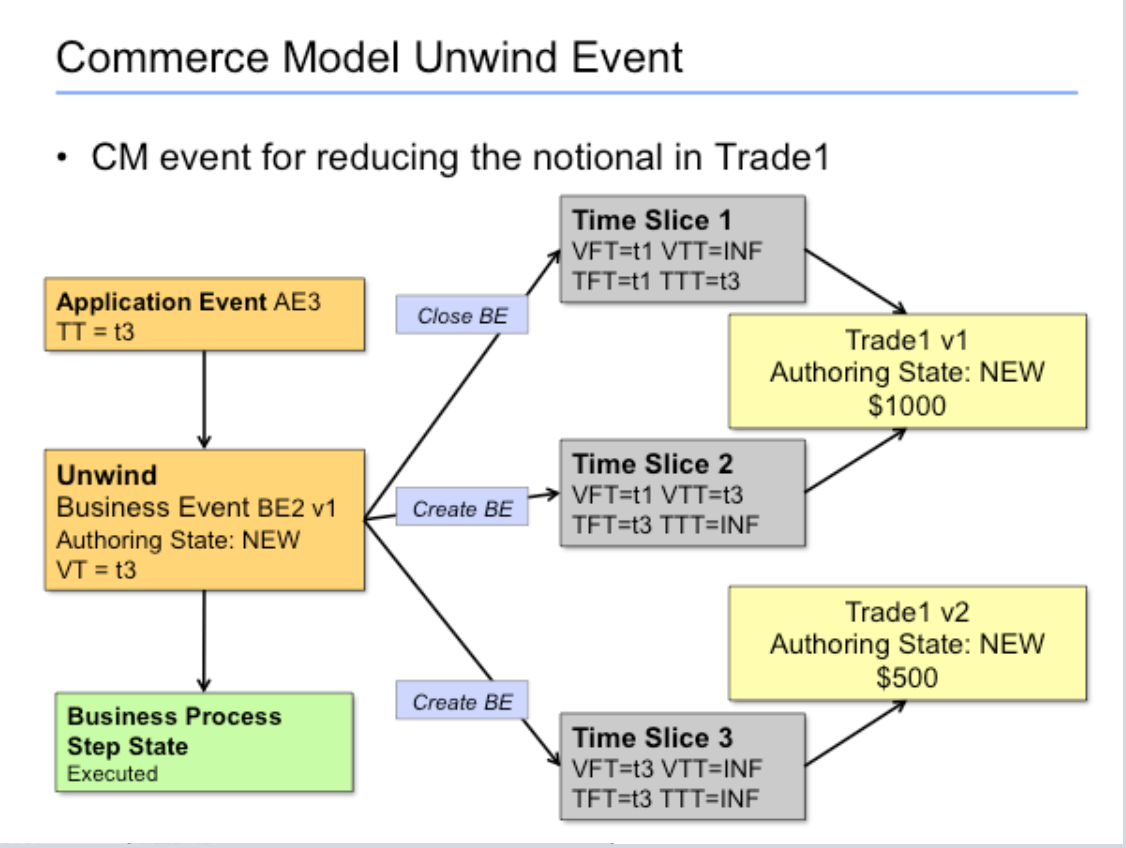 Commerce Model Unwind Event
• CM event for reducing the notional in Trade1
Application Event AE3
TT = t3
Unwind
Business Event BE2 v1
Authoring State: NEW
VT = t3
Business Process
Step State
Executed
Close BE
Create BE
Create BE
Time Slice 1
VFT=t1 VTT=INF
TFT=t1 TTT=t3
Time Slice 2
VFT=t1 VTT=t3
TFT=t3 TTT=INF
Time Slice 3
VFT=t3 VTT=INF
TFT=t3 TTT=INF
Trade1 v1
Authoring State: NEW
$1000
Trade1 v2
Authoring State: NEW
$500